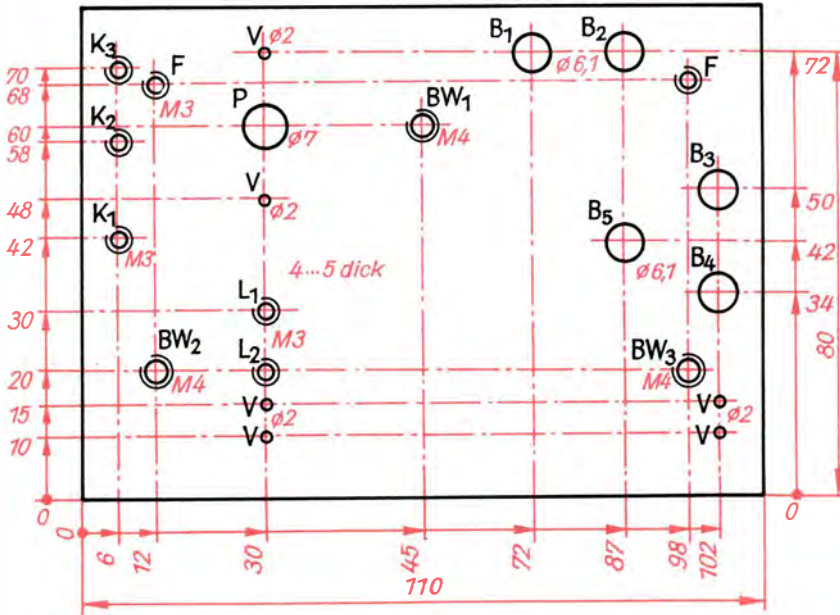 V ⌀2 B₁ B₂
K₃ F ⌀6,1 F 72
70
68 M3
P BW₁
K₂
60 ⌀7 M4
58
B₃
V
48 ⌀2 50
K₁ B₅
42 42
M3 B₄
4...5 dick ⌀6,1
L₁ 34
30
M3 80
BW₂ L₂ BW₃
20
M4 M4
15 V ⌀2 V ⌀2
10 V V
0 0
0 6 12 30 45 72 87 98 102
110